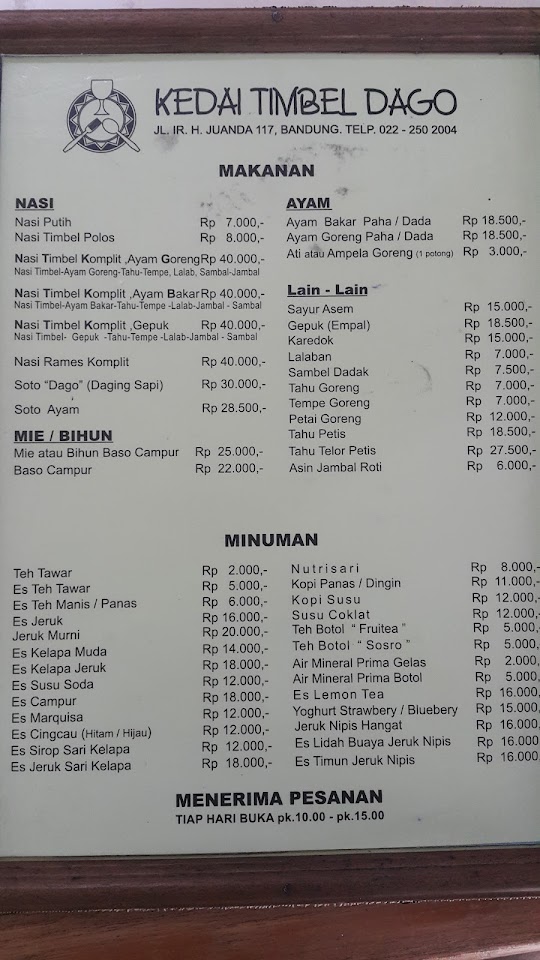 KEDAI TIMBEL DAGO
JL. IR. H. JUANDA 117, BANDUNG. TELP. 022 - 250 2004
MAKANAN
NASI
Nasi Putih Rp 7.000,-
Nasi Timbel Polos Rp 8.000,-
Nasi Timbel Komplit ,Ayam Goreng Rp 40.000,-
Nasi Timbel-Ayam Goreng-Tahu-Tempe, Lalab, Sambal-Jambal
Nasi Timbel Komplit ,Ayam Bakar Rp 40.000,-
Nasi Timbel-Ayam Bakar-Tahu-Tempe -Lalab-Jambal - Sambal
Nasi Timbel Komplit ,Gepuk Rp 40.000,-
Nasi Timbel- Gepuk -Tahu-Tempe -Lalab-Jambal - Sambal
Nasi Rames Komplit Rp 40.000,-
Soto "Dago" (Daging Sapi) Rp 30.000,-
Soto Ayam Rp 28.500,-
MIE / BIHUN
Mie atau Bihun Baso Campur Rp 25.000,-
Baso Campur Rp 22.000,-
AYAM
Ayam Bakar Paha / Dada Rp 18.500,-
Ayam Goreng Paha / Dada Rp 18.500,-
Ati atau Ampela Goreng (1 potong) Rp 3.000,-
Lain - Lain
Sayur Asem Rp 15.000,-
Gepuk (Empal) Rp 18.500,-
Karedok Rp 15.000,-
Lalaban Rp 7.000,-
Sambel Dadak Rp 7.500,-
Tahu Goreng Rp 7.000,-
Tempe Goreng Rp 7.000,-
Petai Goreng Rp 12.000,-
Tahu Petis Rp 18.500,-
Tahu Telor Petis Rp 27.500,-
Asin Jambal Roti Rp 6.000,-
MINUMAN
Teh Tawar Rp 2.000,-
Es Teh Tawar Rp 5.000,-
Es Teh Manis / Panas Rp 6.000,-
Es Jeruk Rp 16.000,-
Jeruk Murni Rp 20.000,-
Es Kelapa Muda Rp 14.000,-
Es Kelapa Jeruk Rp 18.000,-
Es Susu Soda Rp 12.000,-
Es Campur Rp 18.000,-
Es Marquisa Rp 12.000,-
Es Cingcau (Hitam / Hijau) Rp 12.000,-
Es Sirop Sari Kelapa Rp 12.000,-
Es Jeruk Sari Kelapa Rp 18.000,-
Nutrisari Rp 8.000,-
Kopi Panas / Dingin Rp 11.000,-
Kopi Susu Rp 12.000,-
Susu Coklat Rp 12.000,-
Teh Botol " Fruitea " Rp 5.000,-
Teh Botol " Sosro " Rp 5.000,-
Air Mineral Prima Gelas Rp 2.000,-
Air Mineral Prima Botol Rp 5.000,-
Es Lemon Tea Rp 16.000,-
Yoghurt Strawbery / Bluebery Rp 15.000,-
Jeruk Nipis Hangat Rp 16.000,-
Es Lidah Buaya Jeruk Nipis Rp 16.000,
Es Timun Jeruk Nipis Rp 16.000,
MENERIMA PESANAN
TIAP HARI BUKA pk.10.00 - pk.15.00